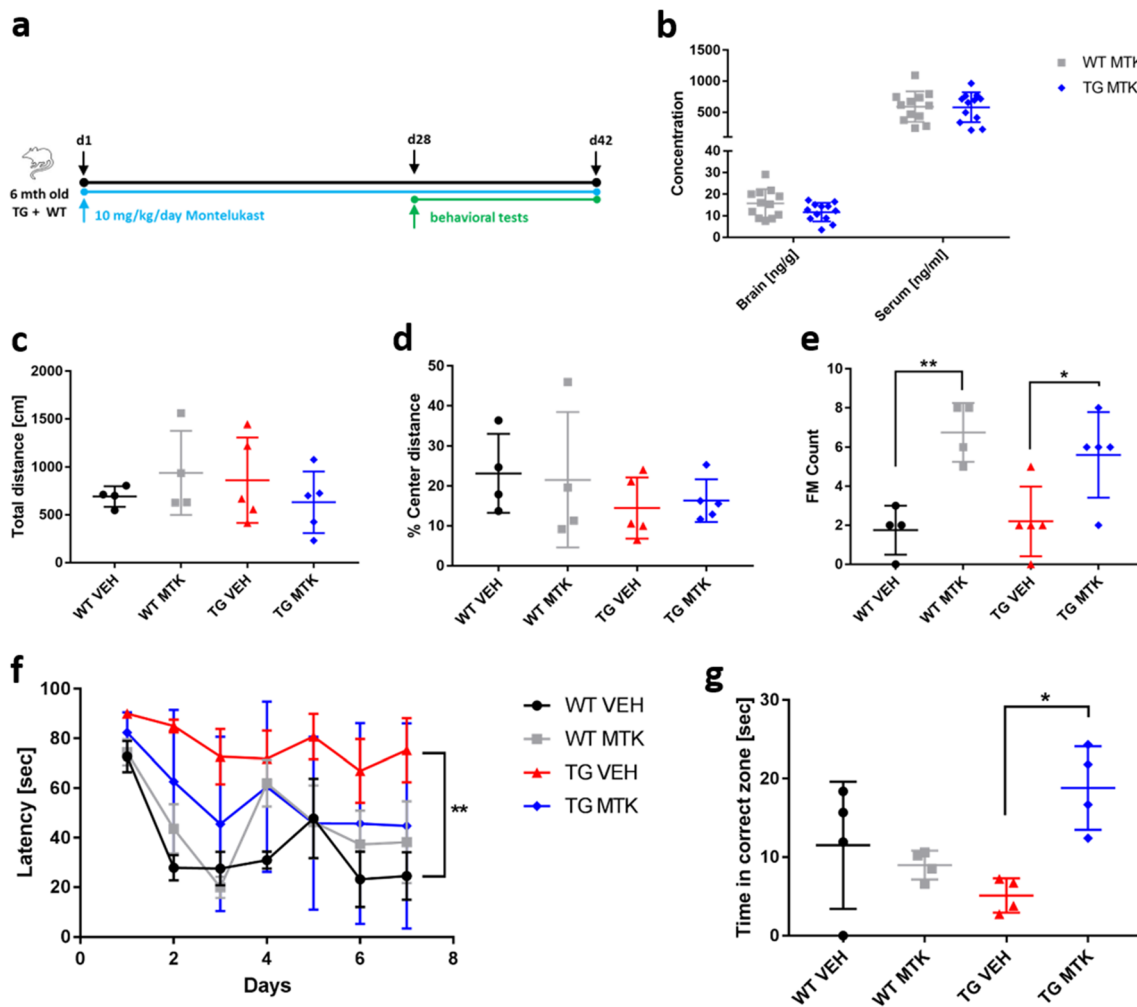 a
d1
d28
d42
6 mth old
TG + WT
10 mg/kg/day Montelukast
behavioral tests
b
Concentration
1500
1000
500
40
30
20
10
0
Brain [ng/g]
Serum [ng/ml]
WT MTK
TG MTK
c
Total distance [cm]
2000
1500
1000
500
0
WT VEH
WT MTK
TG VEH
TG MTK
d
% Center distance
50
40
30
20
10
0
WT VEH
WT MTK
TG VEH
TG MTK
e
FM Count
10
8
6
4
2
0
**
*
WT VEH
WT MTK
TG VEH
TG MTK
f
Latency [sec]
100
80
60
40
20
0
0
2
4
6
8
Days
**
WT VEH
WT MTK
TG VEH
TG MTK
g
Time in correct zone [sec]
30
20
10
0
*
WT VEH
WT MTK
TG VEH
TG MTK